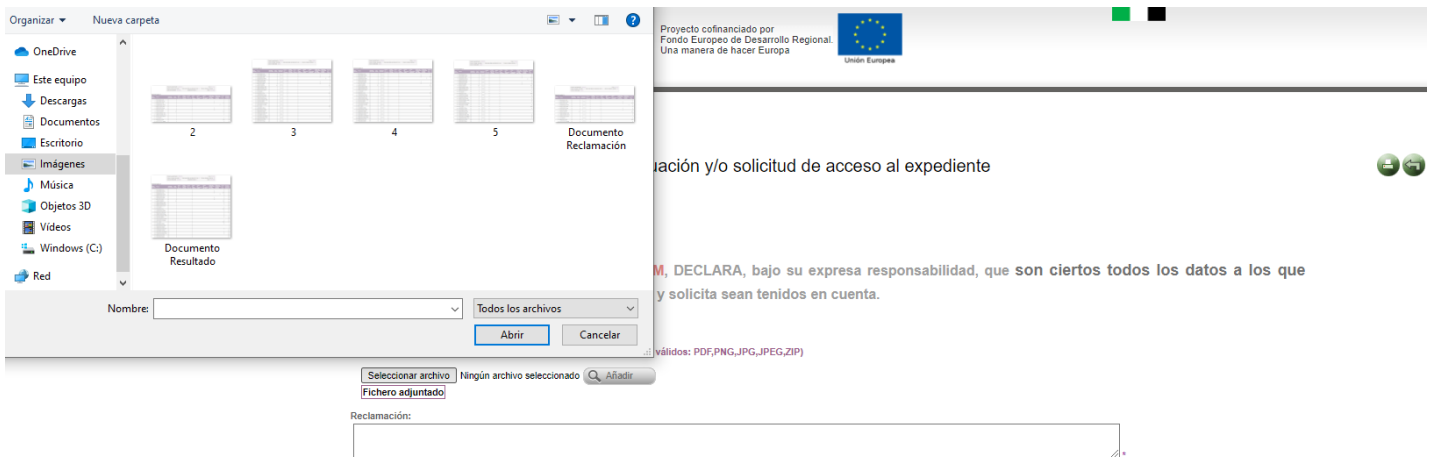 Organizar Nueva carpeta
OneDrive
Este equipo
Descargas
Documentos
Escritorio
Imágenes
Música
Objetos 3D
Vídeos
Windows (C:)
Red
2
3
4
5
Documento
Reclamación
Documento
Resultado
Nombre:
Todos los archivos
Abrir
Cancelar
Proyecto cofinanciado por
Fondo Europeo de Desarrollo Regional.
Una manera de hacer Europa
Unión Europea
uación y/o solicitud de acceso al expediente
M, DECLARA, bajo su expresa responsabilidad, que son ciertos todos los datos a los que
y solicita sean tenidos en cuenta.
válidos: PDF,PNG,JPG,JPEG,ZIP)
Seleccionar archivo Ningún archivo seleccionado Añadir
Fichero adjuntado
Reclamación:
*